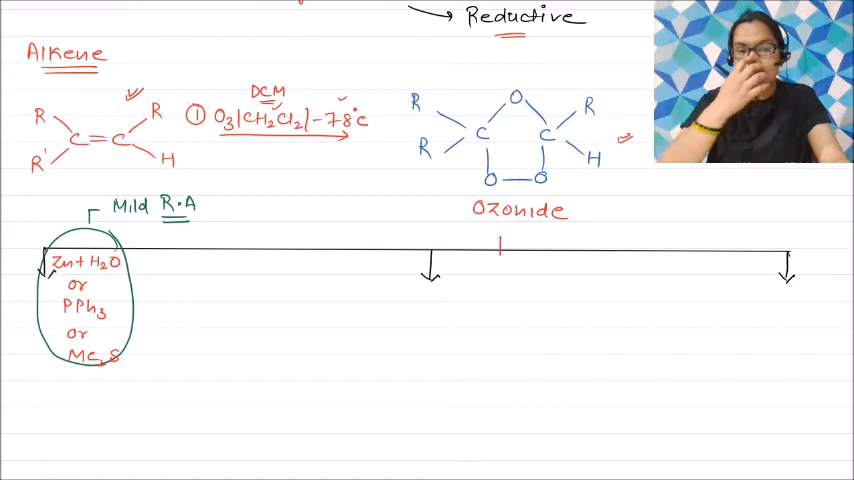 Reductive
Alkene
DCM
R R ① O3/CH2Cl2/-78°C
C=C
R' H
O
R R
C C
R H
O—O
Ozonide
Mild R.A
Zn+H2O
or
PPh3
or
Me2S